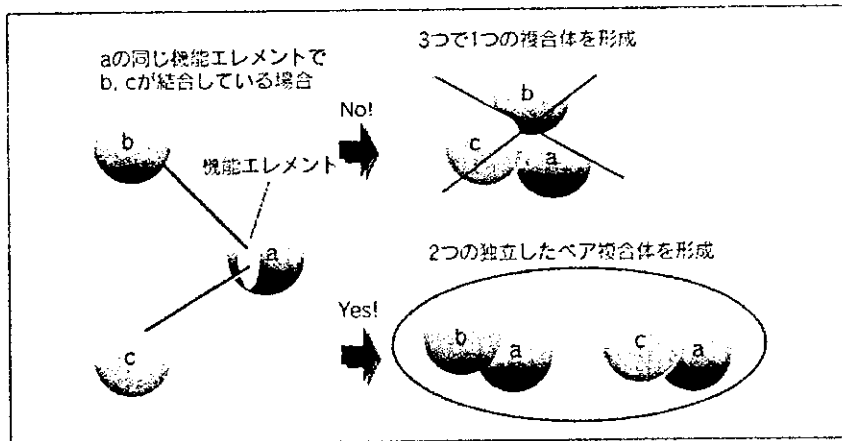 aの同じ機能エレメントで
b, cが結合している場合
b
機能エレメント
a
c
No!
3つで1つの複合体を形成
b
c
a
Yes!
2つの独立したペア複合体を形成
b
a
c
a